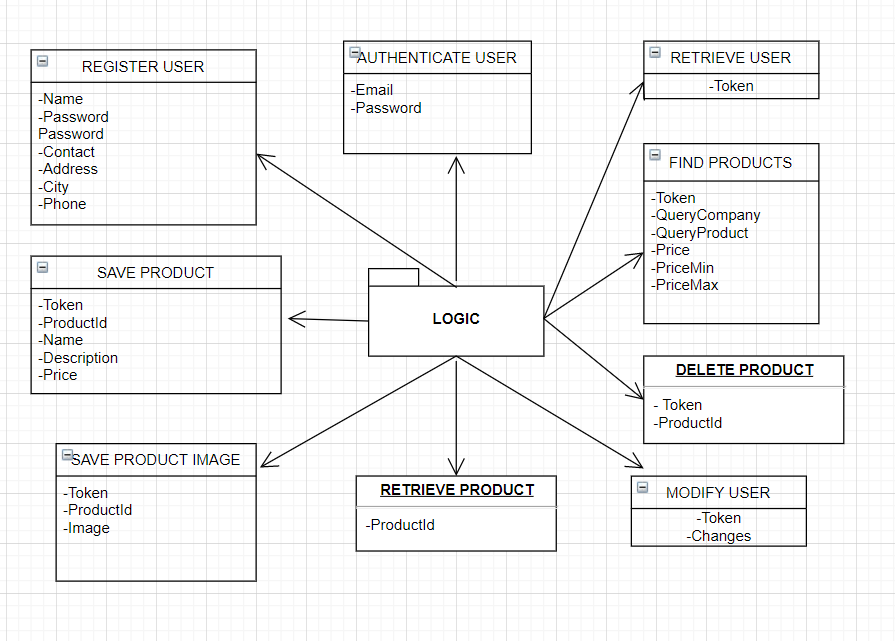 REGISTER USER
-Name
-Password
Password
-Contact
-Address
-City
-Phone
AUTHENTICATE USER
-Email
-Password
RETRIEVE USER
-Token
FIND PRODUCTS
-Token
-QueryCompany
-QueryProduct
-Price
-PriceMin
-PriceMax
SAVE PRODUCT
-Token
-ProductId
-Name
-Description
-Price
LOGIC
DELETE PRODUCT
- Token
-ProductId
SAVE PRODUCT IMAGE
-Token
-ProductId
-Image
RETRIEVE PRODUCT
-ProductId
MODIFY USER
-Token
-Changes